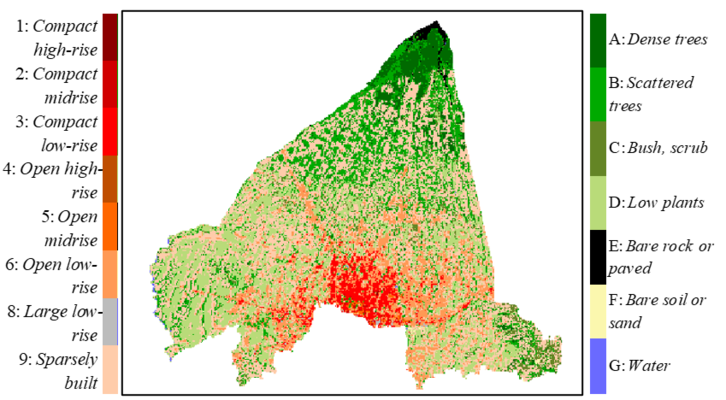 1: Compact
high-rise
2: Compact
midrise
3: Compact
low-rise
4: Open high-
rise
5: Open
midrise
6: Open low-
rise
8: Large low-
rise
9: Sparsely
built
A: Dense trees
B: Scattered
trees
C: Bush, scrub
D: Low plants
E: Bare rock or
paved
F: Bare soil or
sand
G: Water